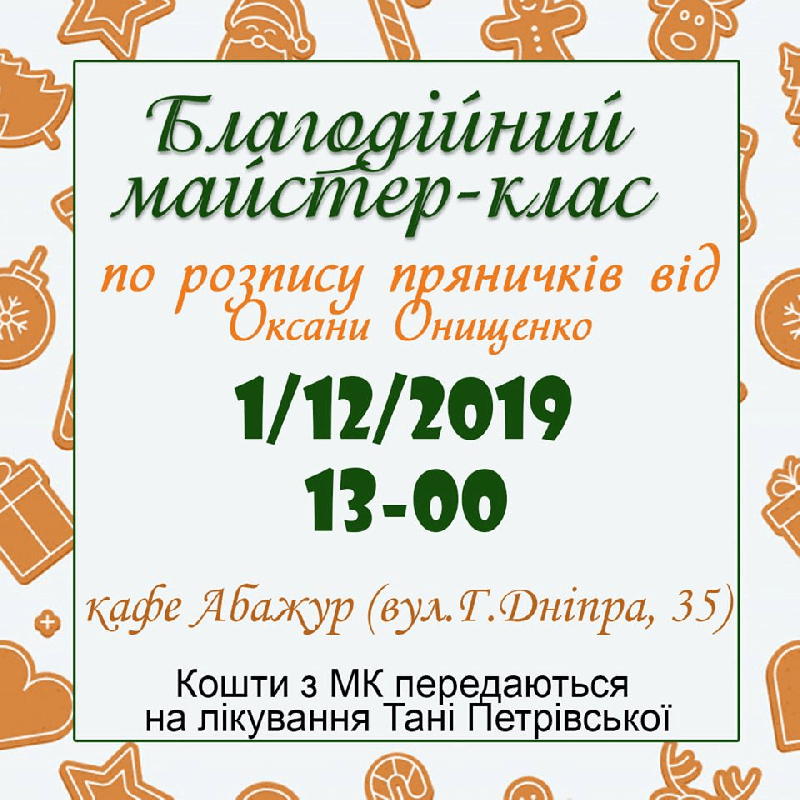 Благодійний
майстер-клас
по розпису пряничків від
Оксани Онищенко
1/12/2019
13-00
кафе Абажур (вул.Г.Дніпра, 35)
Кошти з МК передаються
на лікування Тані Петрівської